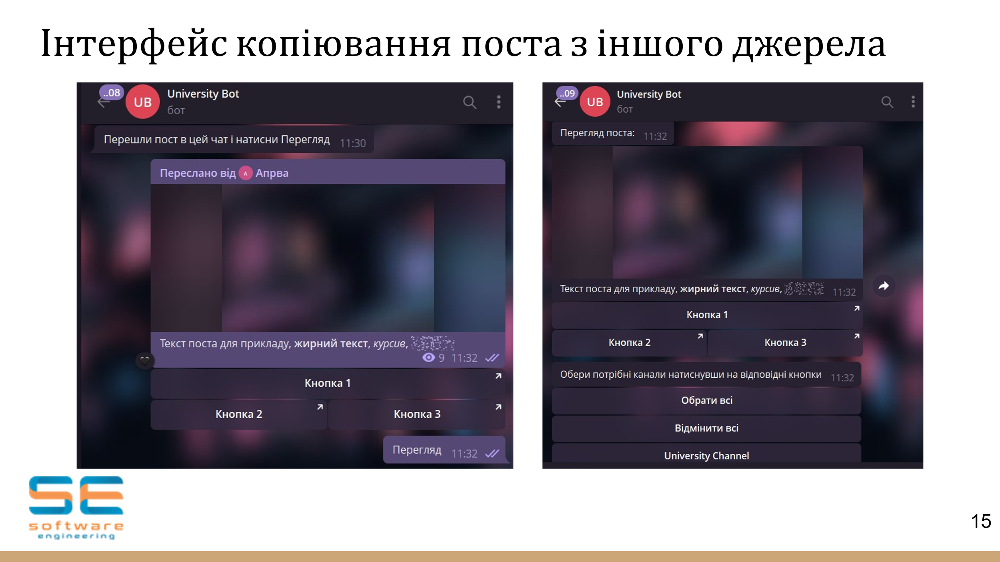 Інтерфейс копіювання поста з іншого джерела
..08
UB
University Bot
бот
Перешли пост в цей чат і натисни Перегляд 11:30
Переслано від А Апрва
Текст поста для прикладу, жирний текст, курсив,
9 11:32
Кнопка 1
Кнопка 2 Кнопка 3
Перегляд 11:32
..09
UB
University Bot
бот
Перегляд поста: 11:32
Текст поста для прикладу, жирний текст, курсив, 11:32
Кнопка 1
Кнопка 2 Кнопка 3
Обери потрібні канали натиснувши на відповідні кнопки 11:32
Обрати всі
Відмінити всі
University Channel
SE
software
engineering
15